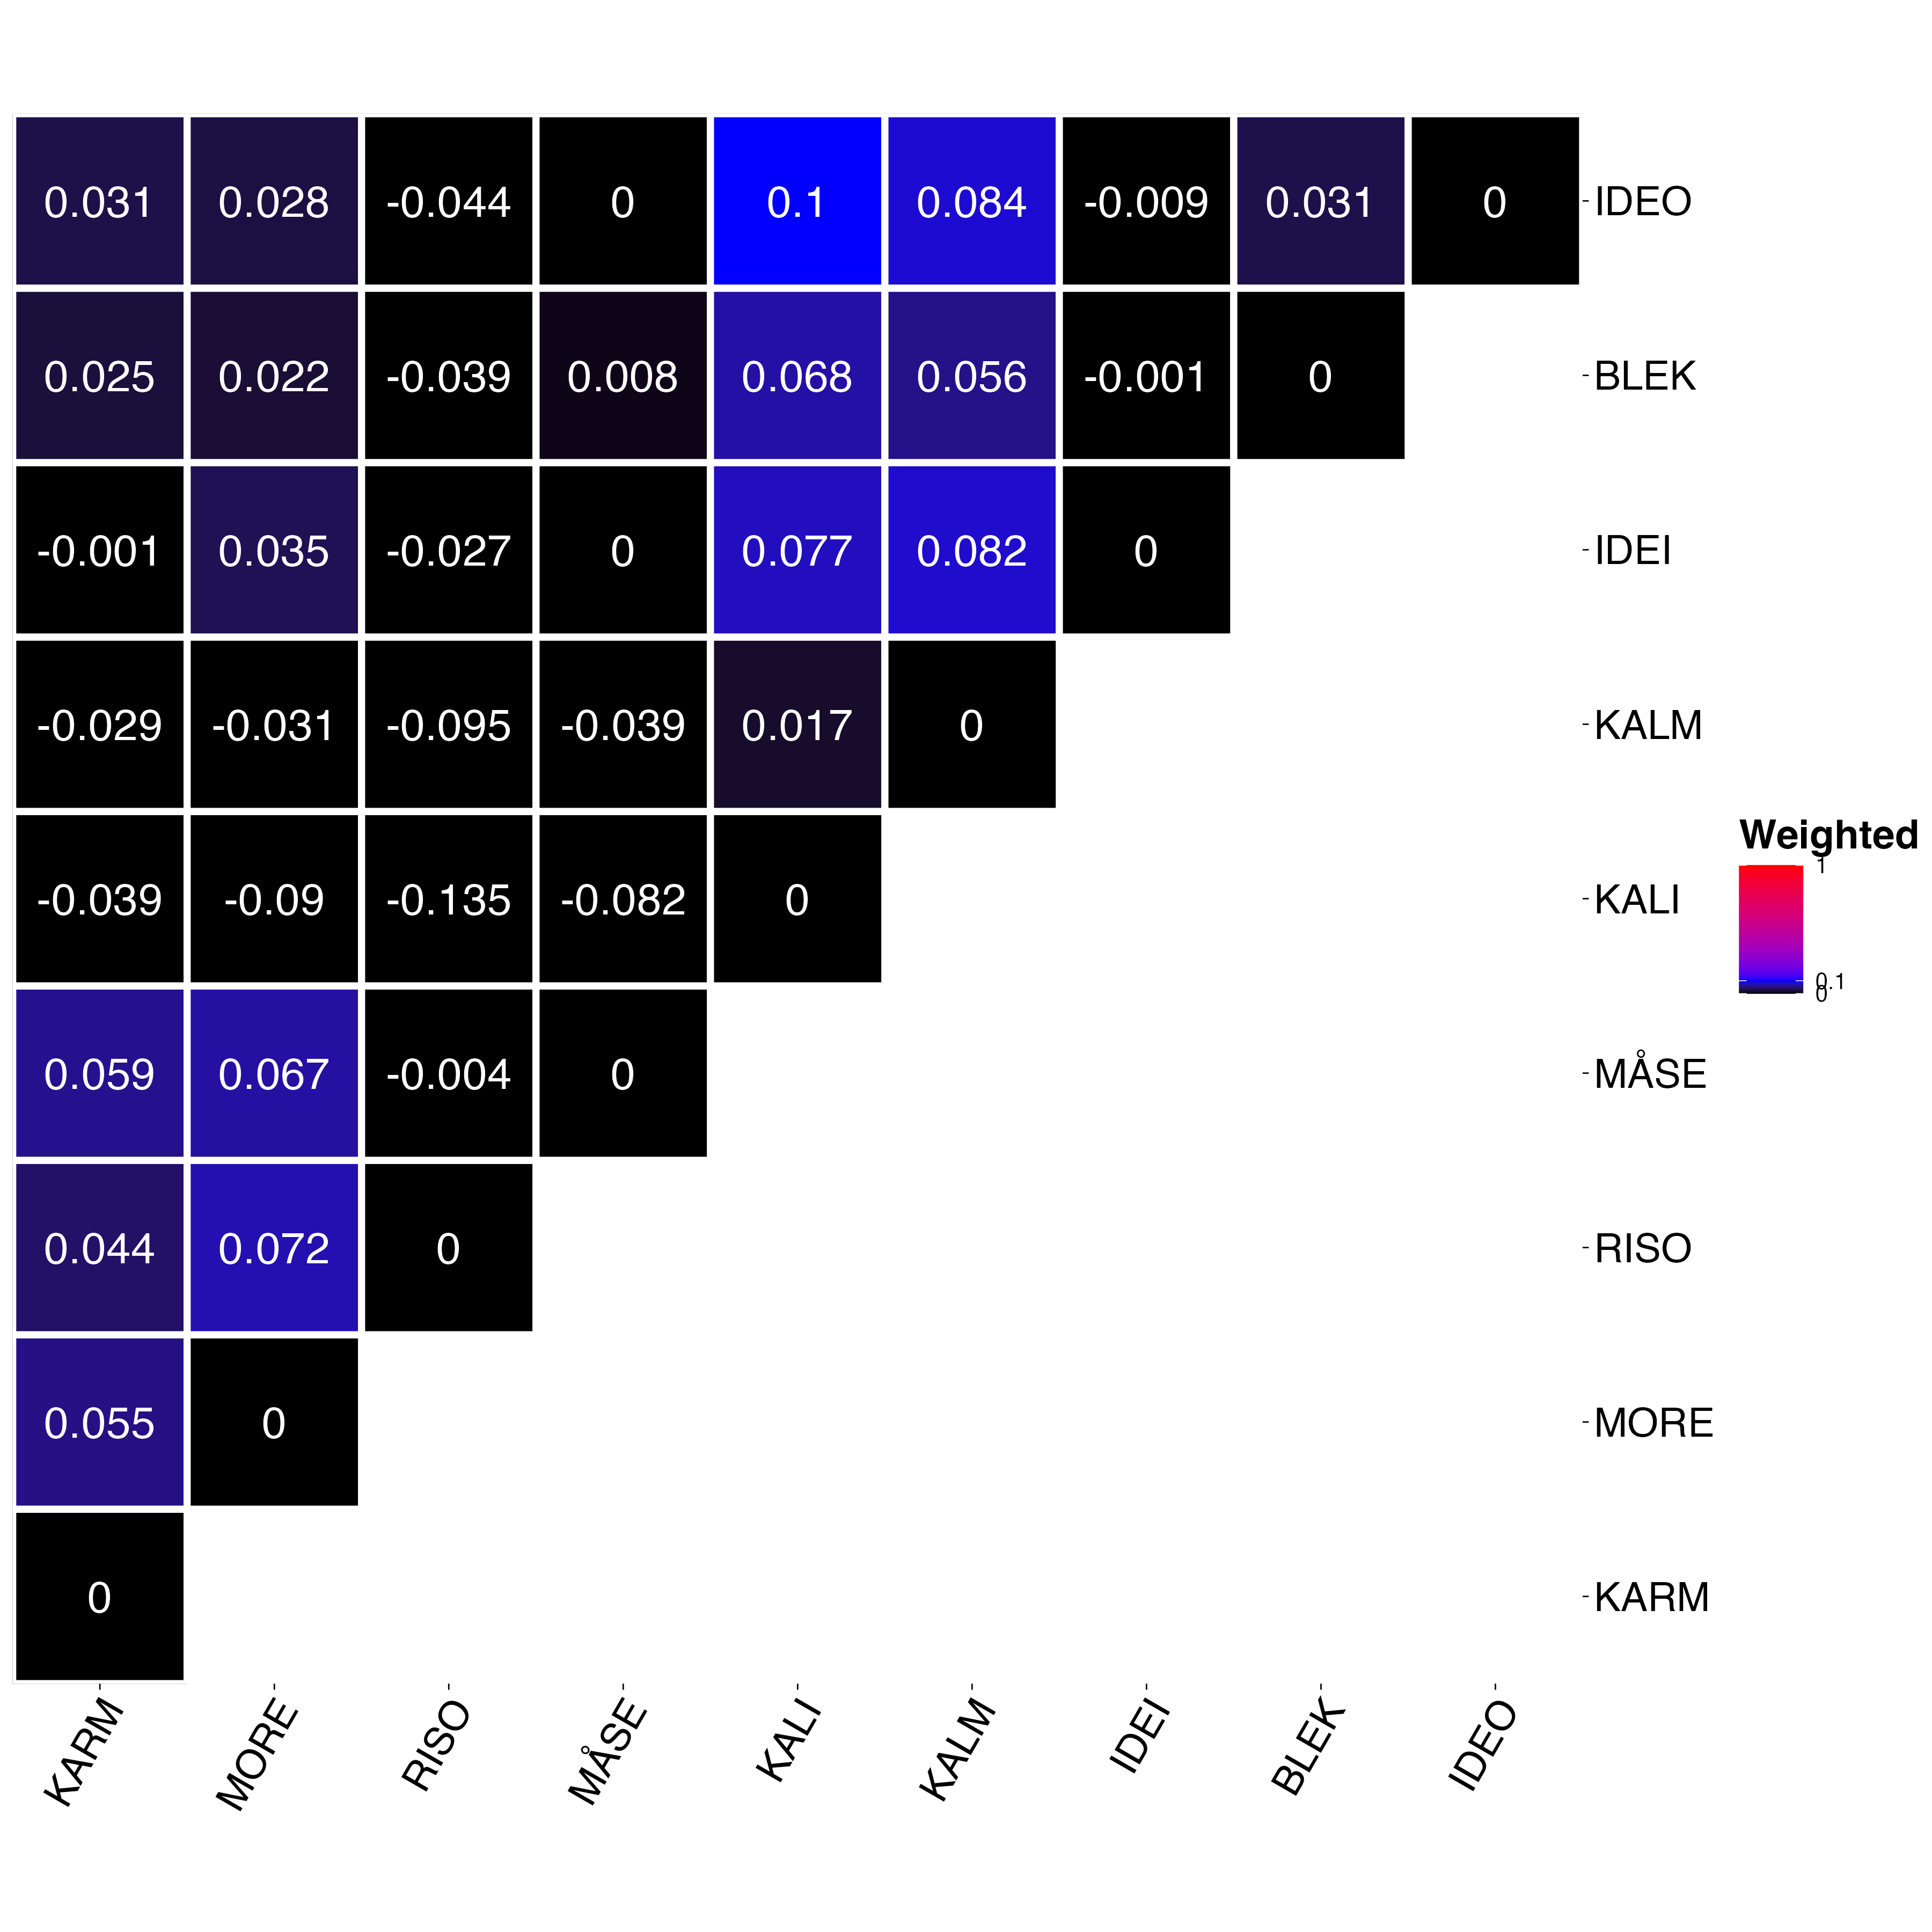 0.031 0.028 -0.044 0 0.1 0.084 -0.009 0.031 0 IDEO
0.025 0.022 -0.039 0.008 0.068 0.056 -0.001 0 BLEK
-0.001 0.035 -0.027 0 0.077 0.082 0 IDEI
-0.029 -0.031 -0.095 -0.039 0.017 0 KALM
Weighted
1
0.1
0
-0.039 -0.09 -0.135 -0.082 0 KALI
0.059 0.067 -0.004 0 MÅSE
0.044 0.072 0 RISO
0.055 0 MORE
0 KARM
KARM MORE RISO MÅSE KALI KALM IDEI BLEK IDEO